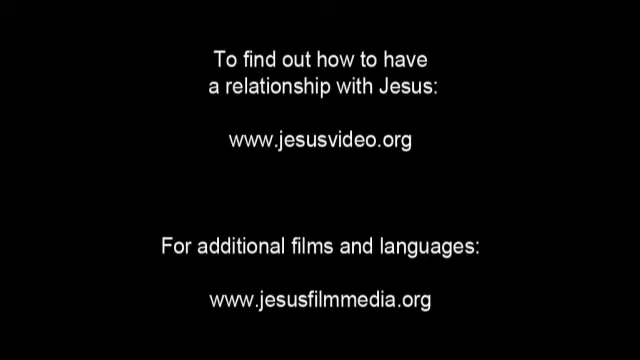 To find out how to have
a relationship with Jesus:
www.jesusvideo.org
For additional films and languages:
www.jesusfilmmedia.org